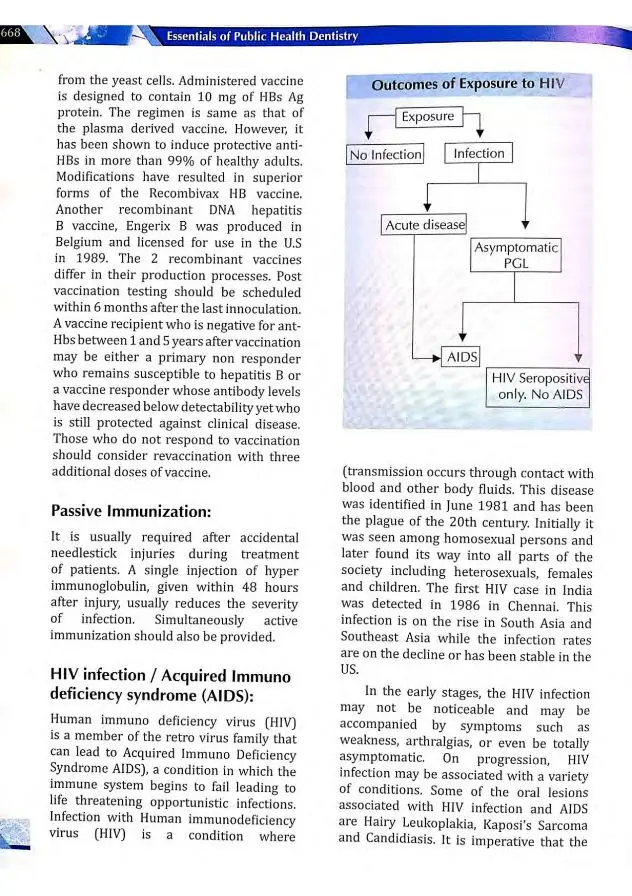 668
Essentials of Public Health Dentistry
from the yeast cells. Administered vaccine
is designed to contain 10 mg of HBs Ag
protein. The regimen is same as that of
the plasma derived vaccine. However, it
has been shown to induce protective anti-
HBs in more than 99% of healthy adults.
Modifications have resulted in superior
forms of the Recombivax HB vaccine.
Another recombinant DNA hepatitis
B vaccine, Engerix B was produced in
Belgium and licensed for use in the U.S
in 1989. The 2 recombinant vaccines
differ in their production processes. Post
vaccination testing should be scheduled
within 6 months after the last innoculation.
A vaccine recipient who is negative for ant-
Hbs between 1 and 5 years after vaccination
may be either a primary non responder
who remains susceptible to hepatitis B or
a vaccine responder whose antibody levels
have decreased below detectability yet who
is still protected against clinical disease.
Those who do not respond to vaccination
should consider revaccination with three
additional doses of vaccine.
Passive Immunization:
It is usually required after accidental
needlestick injuries during treatment
of patients. A single injection of hyper
immunoglobulin, given within 48 hours
after injury, usually reduces the severity
of infection. Simultaneously active
immunization should also be provided.
HIV infection / Acquired Immuno
deficiency syndrome (AIDS):
Human immuno deficiency virus (HIV)
is a member of the retro virus family that
can lead to Acquired Immuno Deficiency
Syndrome AIDS), a condition in which the
immune system begins to fail leading to
life threatening opportunistic infections.
Infection with Human immunodeficiency
virus (HIV) is a condition where
Outcomes of Exposure to HIV
Exposure
No Infection
Infection
Acute disease
Asymptomatic
PGL
AIDS
HIV Seropositive
only. No AIDS
(transmission occurs through contact with
blood and other body fluids. This disease
was identified in June 1981 and has been
the plague of the 20th century. Initially it
was seen among homosexual persons and
later found its way into all parts of the
society including heterosexuals, females
and children. The first HIV case in India
was detected in 1986 in Chennai. This
infection is on the rise in South Asia and
Southeast Asia while the infection rates
are on the decline or has been stable in the
US.
In the early stages, the HIV infection
may not be noticeable and may be
accompanied by symptoms such as
weakness, arthralgias, or even be totally
asymptomatic. On progression, HIV
infection may be associated with a variety
of conditions. Some of the oral lesions
associated with HIV infection and AIDS
are Hairy Leukoplakia, Kaposi's Sarcoma
and Candidiasis. It is imperative that the